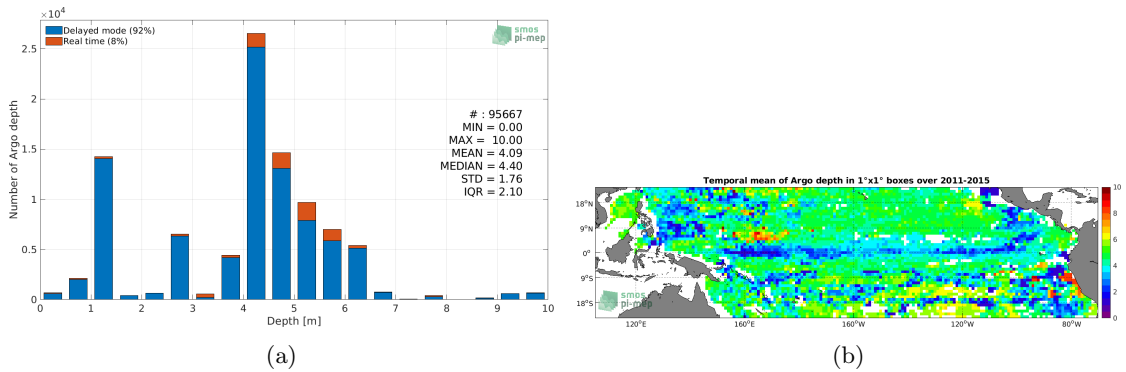 ×10⁴
Delayed mode (92%)
Real time (8%)
smos
pi-mep
2.5
2
1.5
1
0.5
0
Number of Argo depth
# : 95667
MIN = 0.00
MAX = 10.00
MEAN = 4.09
MEDIAN = 4.40
STD = 1.76
IQR = 2.10
0 1 2 3 4 5 6 7 8 9 10
Depth [m]
(a)
Temporal mean of Argo depth in 1°x1° boxes over 2011-2015
18°N
9°N
0°
9°S
18°S
smos
pi-mep
120°E 160°E 160°W 120°W 80°W
10
8
6
4
2
0
(b)